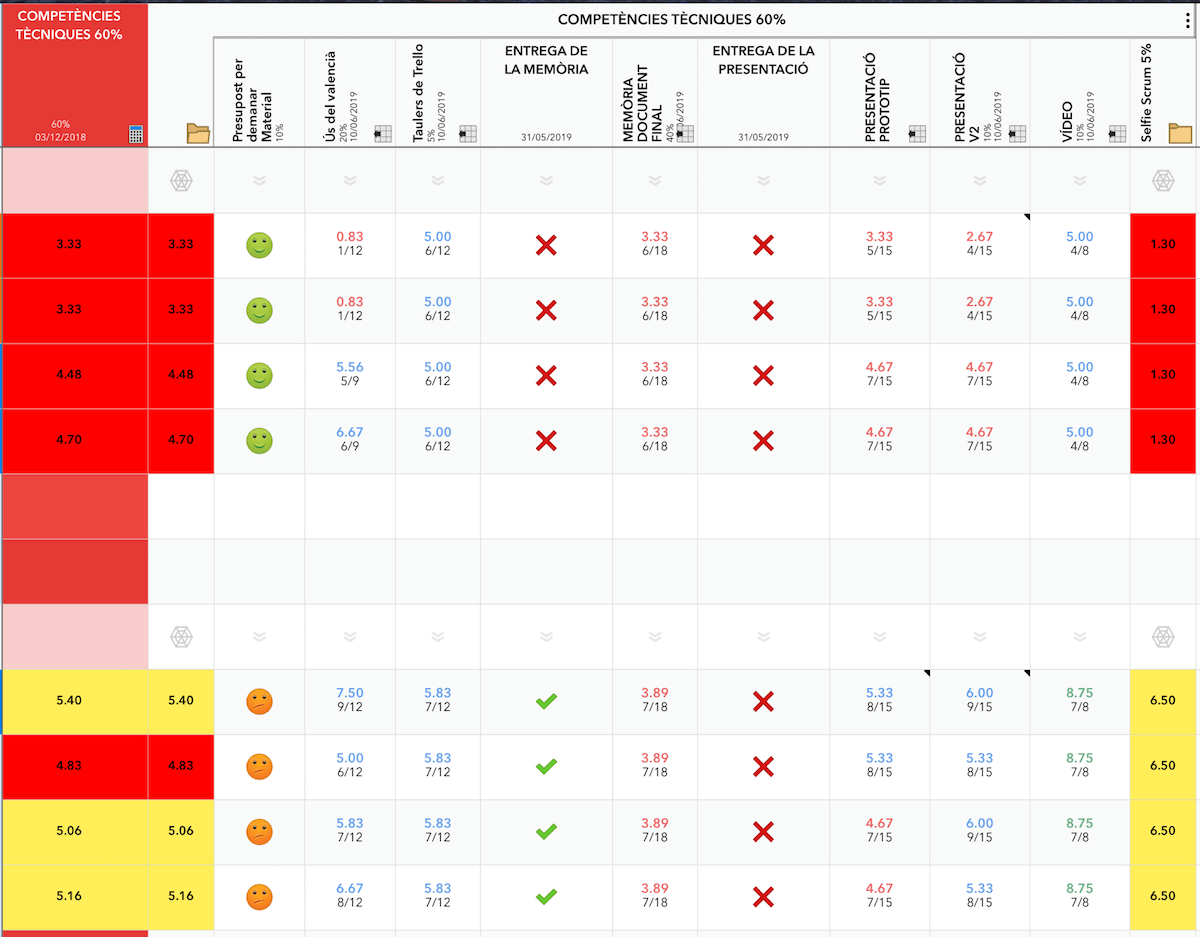 COMPETÈNCIES
TÈCNIQUES 60%
60%
03/12/2018
COMPETÈNCIES TÈCNIQUES 60%
Presupost per
demanar
Material
10%
Ús del valencià
20%
10/06/2019
Taulers de Trello
5%
10/06/2019
ENTREGA DE
LA MEMÒRIA
31/05/2019
MEMÒRIA
DOCUMENT
FINAL
40%
10/06/2019
ENTREGA DE LA
PRESENTACIÓ
31/05/2019
PRESENTACIÓ
PROTOTIP
PRESENTACIÓ
V2
10%
10/06/2019
VÍDEO
10%
10/06/2019
Selfie Scrum 5%
3.33 3.33 0.83 5.00 3.33 3.33 2.67 5.00 1.30
1/12 6/12 6/18 5/15 4/15 4/8
3.33 3.33 0.83 5.00 3.33 3.33 2.67 5.00 1.30
1/12 6/12 6/18 5/15 4/15 4/8
4.48 4.48 5.56 5.00 3.33 4.67 4.67 5.00 1.30
5/9 6/12 6/18 7/15 7/15 4/8
4.70 4.70 6.67 5.00 3.33 4.67 4.67 5.00 1.30
6/9 6/12 6/18 7/15 7/15 4/8
5.40 5.40 7.50 5.83 3.89 5.33 6.00 8.75 6.50
9/12 7/12 7/18 8/15 9/15 7/8
4.83 4.83 5.00 5.83 3.89 5.33 5.33 8.75 6.50
6/12 7/12 7/18 8/15 8/15 7/8
5.06 5.06 5.83 5.83 3.89 4.67 6.00 8.75 6.50
7/12 7/12 7/18 7/15 9/15 7/8
5.16 5.16 6.67 5.83 3.89 4.67 5.33 8.75 6.50
8/12 7/12 7/18 7/15 8/15 7/8